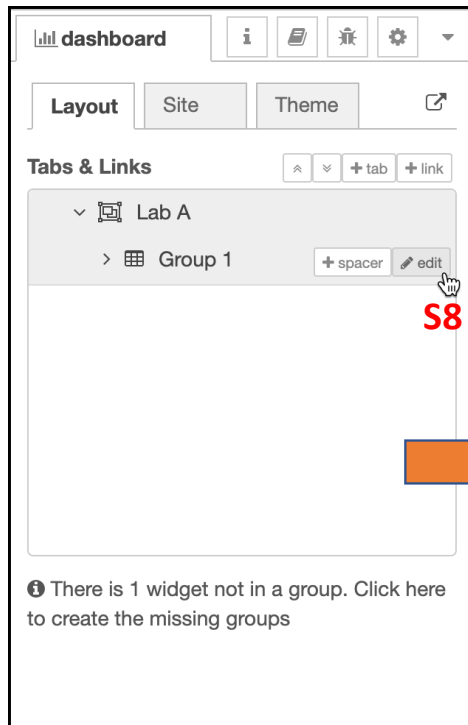 dashboard
i
Layout Site Theme
Tabs & Links + tab + link
Lab A
Group 1 + spacer edit
S8
There is 1 widget not in a group. Click here
to create the missing groups